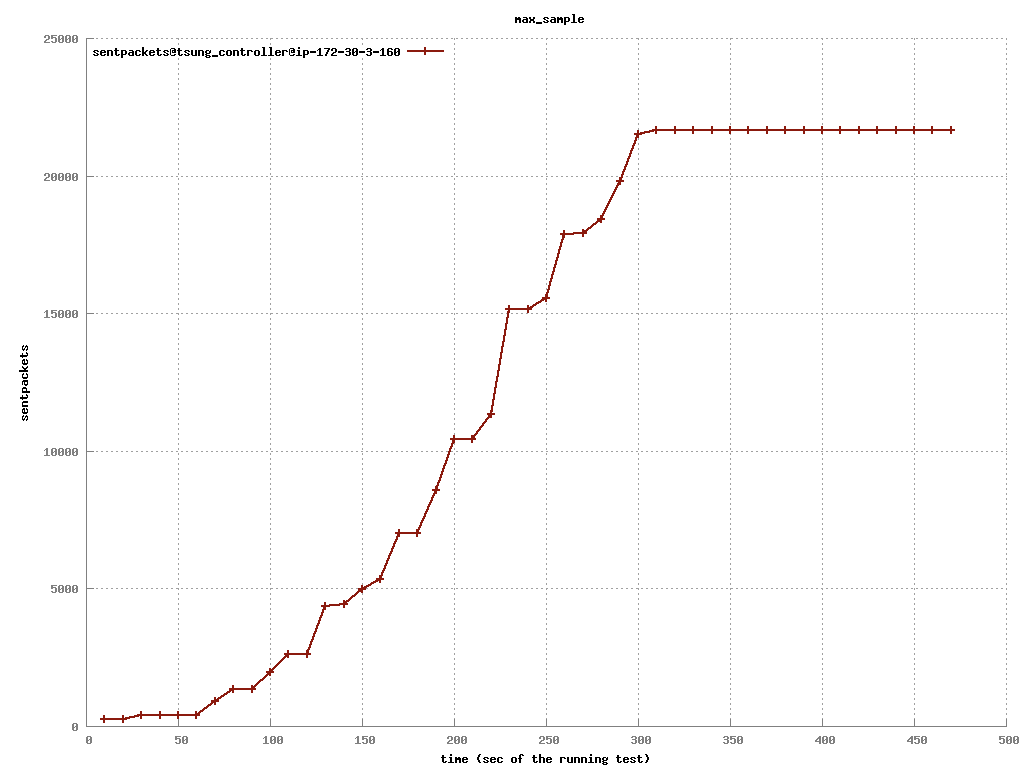 max_sample
25000
sentpackets@tsung_controller@ip-172-30-3-160
20000
15000
sentpackets
10000
5000
0
0 50 100 150 200 250 300 350 400 450 500
time (sec of the running test)